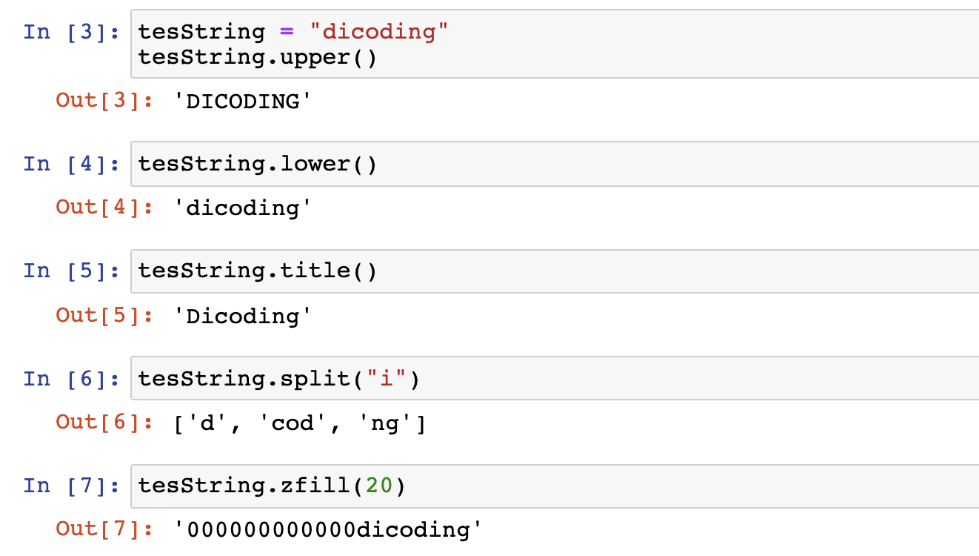 In [3]: tesString = "dicoding"
tesString.upper()
Out[3]: 'DICODING'
In [4]: tesString.lower()
Out[4]: 'dicoding'
In [5]: tesString.title()
Out[5]: 'Dicoding'
In [6]: tesString.split("i")
Out[6]: ['d', 'cod', 'ng']
In [7]: tesString.zfill(20)
Out[7]: '000000000000dicoding'